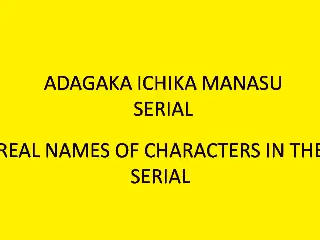 ADAGAKA ICHIKA MANASU
SERIAL
REAL NAMES OF CHARACTERS IN THE
SERIAL